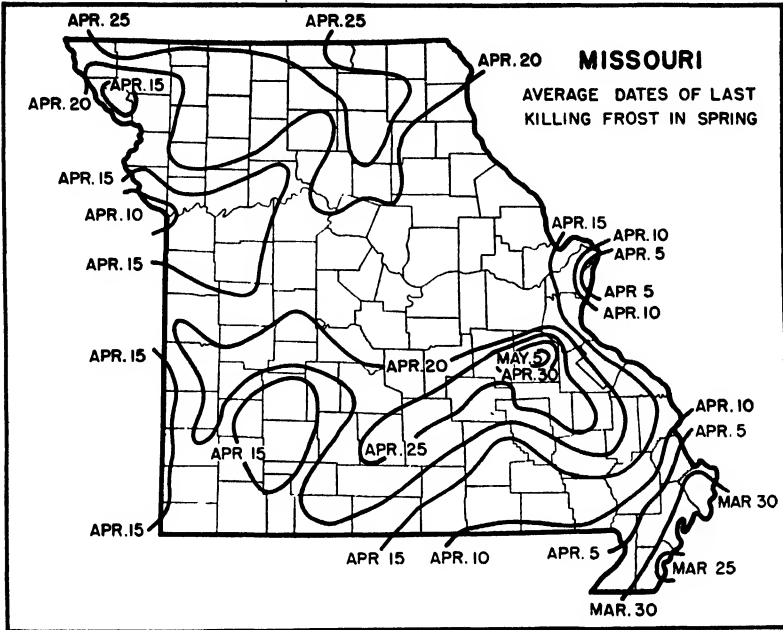 APR. 25
APR.25
MISSOURI
APR. 20
AVERAGE DATES OF LAST
KILLING FROST IN SPRING
APR. 15
APR. 20
APR. 15
APR. 10
APR. 15
APR. 15
APR. 10
APR. 5
APR 5
APR. 10
APR. 15
APR. 20
MAY 5
APR. 30
APR. 10
APR. 5
APR 15
APR. 25
MAR 30
APR. 15
APR 15
APR. 10
APR. 5
MAR 25
MAR. 30